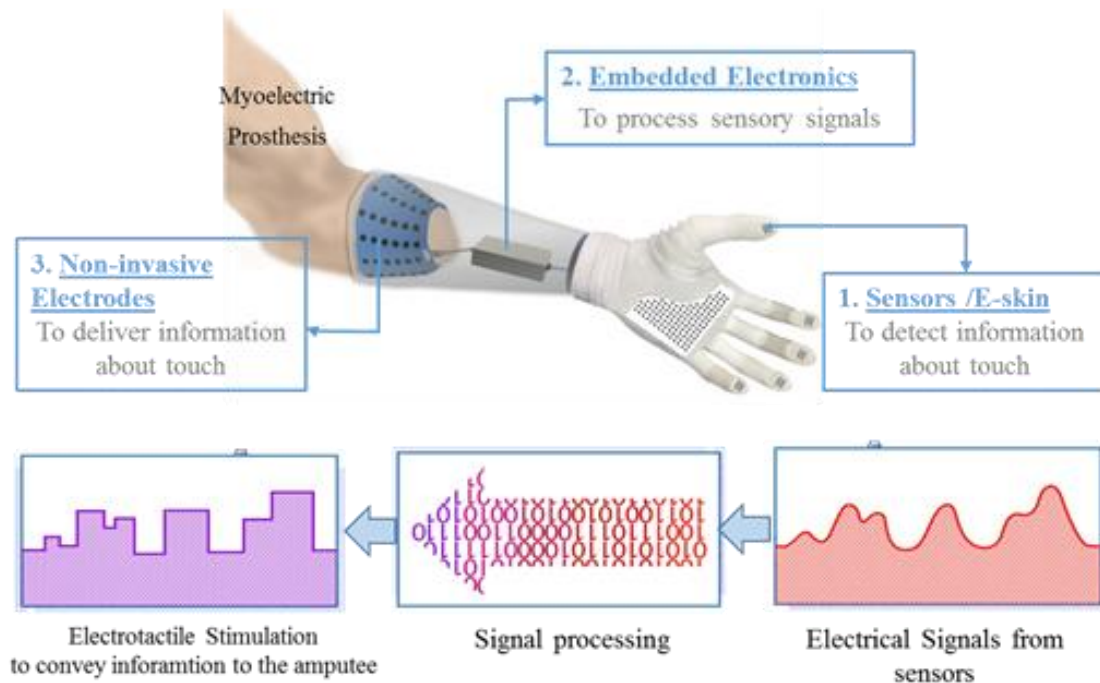 Myoelectric
Prosthesis
2. Embedded Electronics
To process sensory signals
3. Non-invasive
Electrodes
To deliver information
about touch
1. Sensors /E-skin
To detect information
about touch
Electrotactile Stimulation
to convey inforamtion to the amputee
Signal processing
Electrical Signals from
sensors